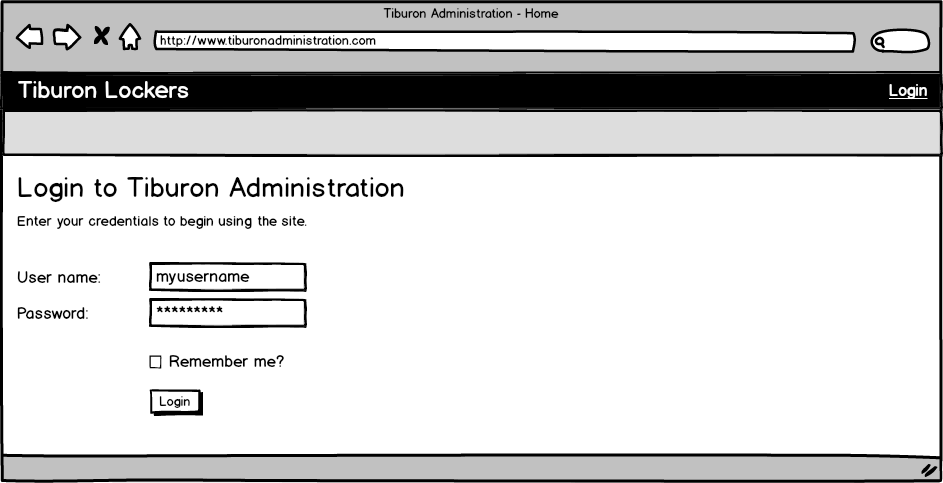 Tiburon Administration - Home
http://www.tiburonadministration.com
Tiburon Lockers Login
Login to Tiburon Administration
Enter your credentials to begin using the site.
User name: myusername
Password: *********
Remember me?
Login